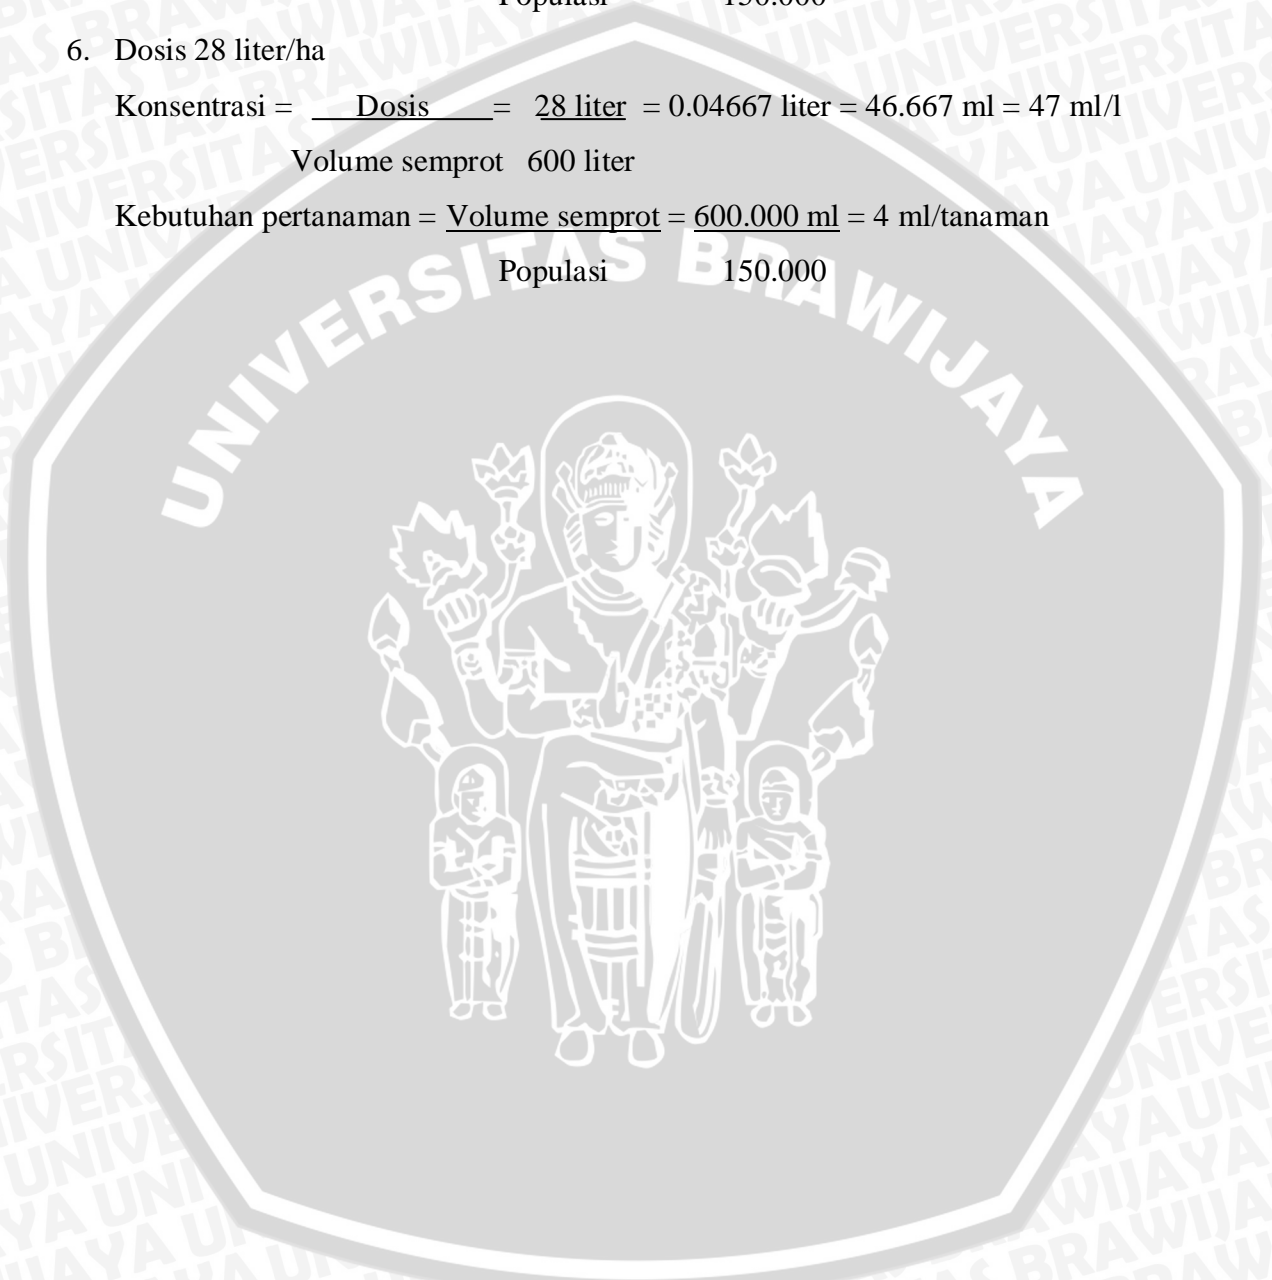 Populasi 150.000
6. Dosis 28 liter/ha
Konsentrasi = Dosis = 28 liter = 0.04667 liter = 46.667 ml = 47 ml/l
Volume semprot 600 liter
Kebutuhan pertanaman = Volume semprot = 600.000 ml = 4 ml/tanaman
Populasi 150.000
UNIVERSITAS BRAWIJAYA